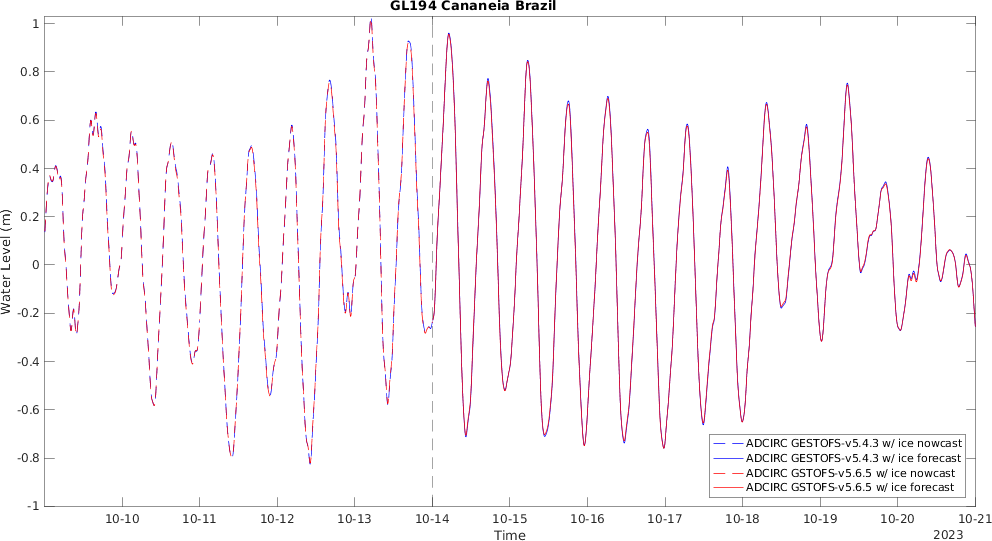 GL194 Cananeia Brazil
1
0.8
0.6
0.4
0.2
0
-0.2
-0.4
-0.6
-0.8
-1
Water Level (m)
ADCIRC GESTOFS-v5.4.3 w/ ice nowcast
ADCIRC GESTOFS-v5.4.3 w/ ice forecast
ADCIRC GSTOFS-v5.6.5 w/ ice nowcast
ADCIRC GSTOFS-v5.6.5 w/ ice forecast
10-10 10-11 10-12 10-13 10-14 10-15 10-16 10-17 10-18 10-19 10-20 10-21
Time
2023